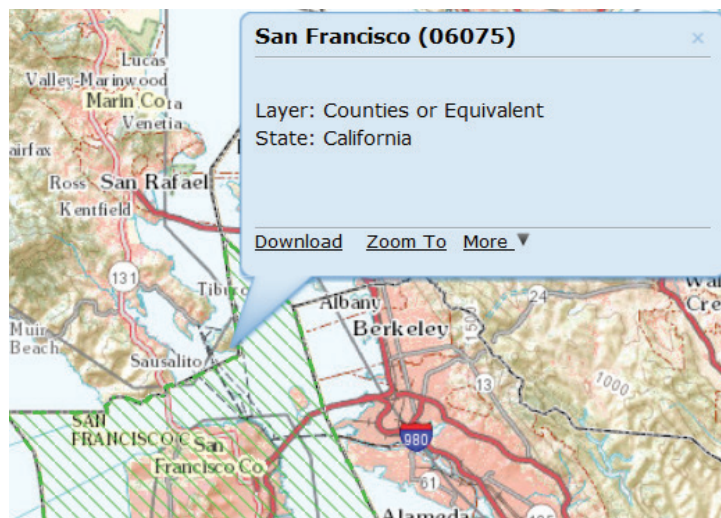 San Francisco (06075)
×
Layer: Counties or Equivalent
State: California
Download Zoom To More
Lucas
Valley-Marinwood
Marin Co
Venetia
airfax
Ross San Rafael
Kentfield
131
Tiburo
Albany
24
Muir
Beach
Berkeley
Sausalito
13
1000
SAN
FRANCISCO C
San
Francisco Co
980
61
Alameda